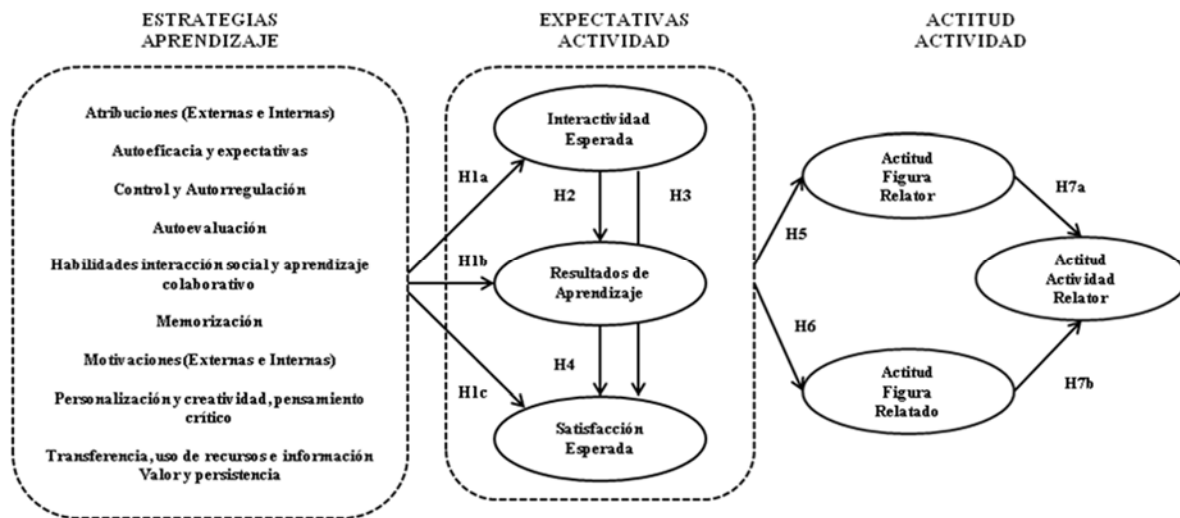 ESTRATEGIAS
APRENDIZAJE
Atribuciones (Externas e Internas)
Autoeficacia y expectativas
Control y Autorregulación
Autoevaluación
Habilidades interacción social y aprendizaje
colaborativo
Memorización
Motivaciones (Externas e Internas)
Personalización y creatividad, pensamiento
crítico
Transferencia, uso de recursos e información
Valor y persistencia
H1a
H1b
H1c
EXPECTATIVAS
ACTIVIDAD
Interactividad
Esperada
H2
H3
Resultados de
Aprendizaje
H4
Satisfacción
Esperada
ACTITUD
ACTIVIDAD
H5
H6
Actitud
Figura
Relator
Actitud
Figura
Relatado
H7a
H7b
Actitud
Actividad
Relator